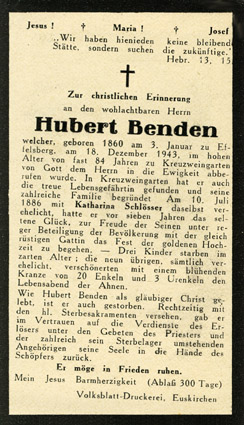 Jesus ! † Maria ! † Josef
„Wir haben hienieden keine bleibende
Stätte, sondern suchen die zukünftige."
Hebr. 13. 15
Zur christlichen Erinnerung
an den wohlachtbaren Herrn
Hubert Benden
welcher, geboren 1860 am 3. Januar zu Ef-
felsberg, am 18. Dezember 1943, im hohen
Alter von fast 84 Jahren zu Kreuzweingarten
von Gott dem Herrn in die Ewigkeit abbe-
rufen wurde. In Kreuzweingarten hat er auch
die treue Lebensgefährtin gefunden und seine
zahlreiche Familie begründet Am 10. Juli
1886 mit Katharina Schlösser daselbst ver-
ehelicht, hatte er vor sieben Jahren das sel-
tene Glück, zur Freude der Seinen unter reger
Beteiligung der Bevölkerung mit der greisen
Gattin das Fest der goldenen Hochzeit
zu begehen. — Drei Kinder starben im
zarten Alter; die neun übrigen, sämtlich ver-
ehelicht, verschönerten mit einem blühenden
Kranze von 20 Enkeln und 3 Urenkeln den
Lebensabend der Ahnen.
Wie Hubert Benden als gläubiger Christ ge-
lebt, ist er auch gestorben. Rechtzeitig mit
den hl. Sterbesakramenten versehen, gab er
im Vertrauen auf die Verdienste des Er-
lösers unter den Gebeten des Priesters und
der zahlreich sein Sterbelager umstehenden
Angehörigen seine Seele in die Hände des
Schöpfers zurück.
Er möge in Frieden ruhen.
Mein Jesus Barmherzigkeit (Ablaß 300 Tage)
Volksblatt-Druckerei, Euskirchen